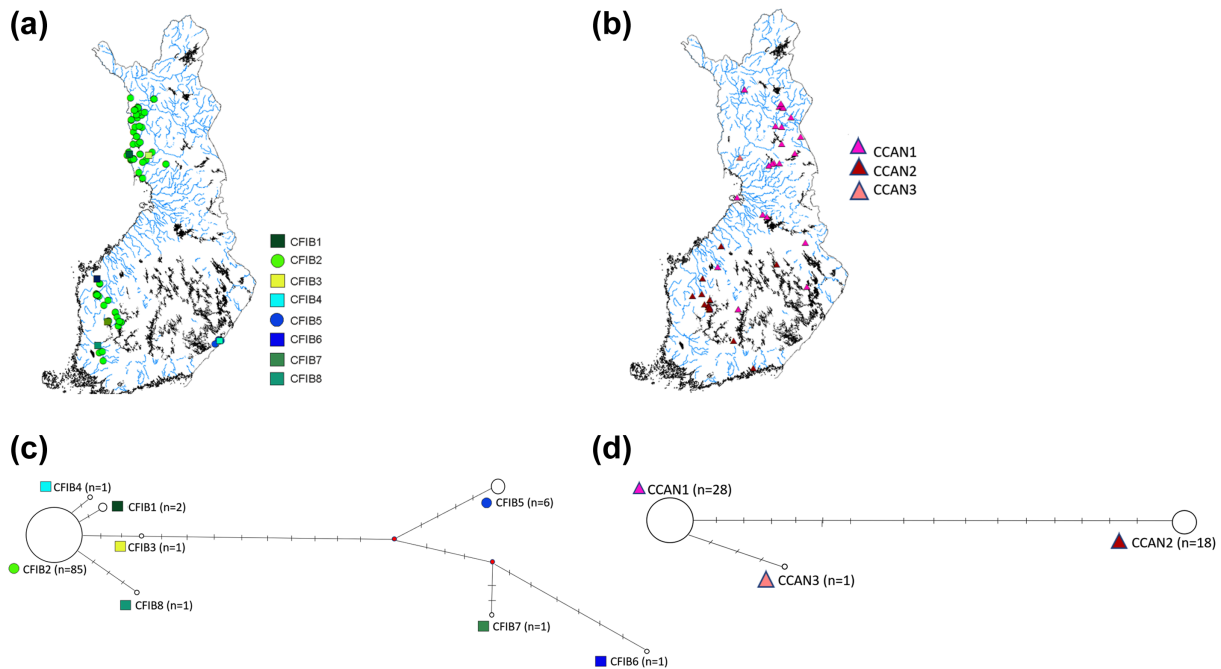 (a)
CFIB1
CFIB2
CFIB3
CFIB4
CFIB5
CFIB6
CFIB7
CFIB8
(b)
CCAN1
CCAN2
CCAN3
(c)
CFIB4 (n=1)
CFIB1 (n=2)
CFIB5 (n=6)
CFIB3 (n=1)
CFIB2 (n=85)
CFIB8 (n=1)
CFIB7 (n=1)
CFIB6 (n=1)
(d)
CCAN1 (n=28)
CCAN2 (n=18)
CCAN3 (n=1)